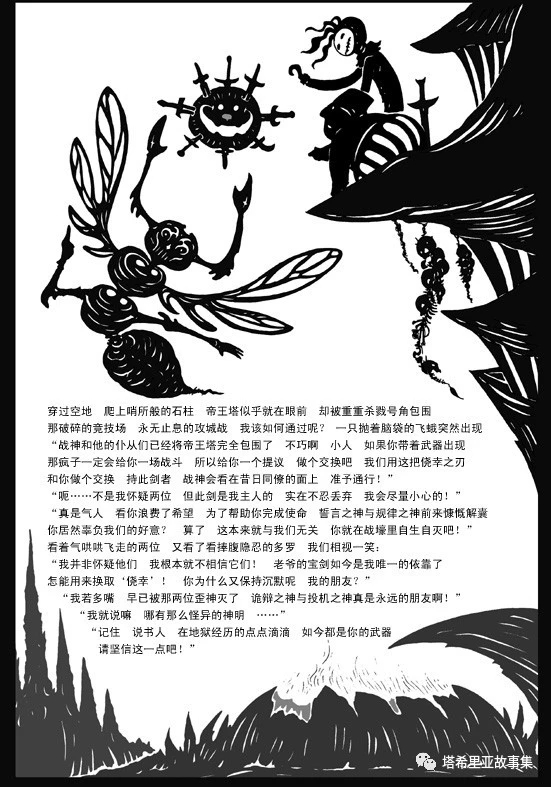 穿过空地 爬上哨所般的石柱 帝王塔似乎就在眼前 却被重重杀戮号角包围
那破碎的竞技场 永无止息的攻城战 我该如何通过呢？ 一只抛着脑袋的飞蛾突然出现
“战神和他的仆从们已经将帝王塔完全包围了 不巧啊 小人 如果你带着武器出现
那疯子一定会给你一场战斗 所以给你一个提议 做个交换吧 我们用这把侥幸之刃
和你做个交换 持此剑者 战神会看在昔日同僚的面上 准予通行！”
“呃……不是我怀疑两位 但此剑是我主人的 实在不忍丢弃 我会尽量小心的！”
“真是气人 看你浪费了希望 为了帮助你完成使命 誓言之神与规律之神前来慷慨解囊
你居然辜负我们的好意？ 算了 这本来就与我们无关 你就在战壕里自生自灭吧！”
看着气哄哄飞走的两位 又看了看捧腹隐忍的多罗 我们相视一笑：
“我并非疑他们 我根本就不相信它们！ 老爷的宝剑如今是我唯一的依靠了
怎能用来换取‘侥幸’！ 你为什么又保持沉默呢 我的朋友？”
“我若多嘴 早已被那两位歪神灭了 诡辩之神与投机之神真是永远的朋友啊！”
“我就说嘛 哪有那么怪异的神明 ……”
“记住 说书人 在地狱经历的点点滴滴 如今都是你的武器
请坚信这一点吧！”
塔希里亚故事集